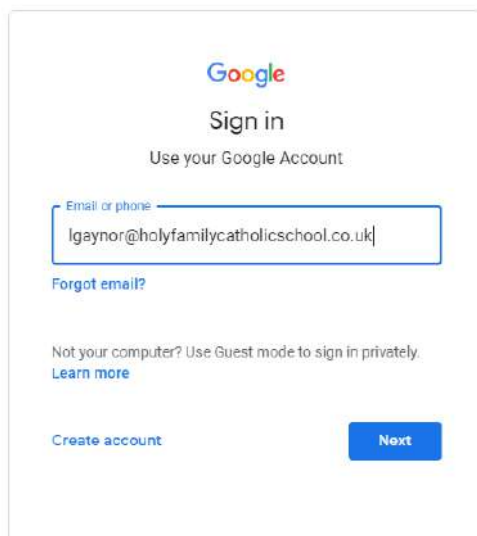 Google
Sign in
Use your Google Account
Email or phone
lgaynor@holyfamilycatholicschool.co.uk
Forgot email?
Not your computer? Use Guest mode to sign in privately.
Learn more
Create account
Next